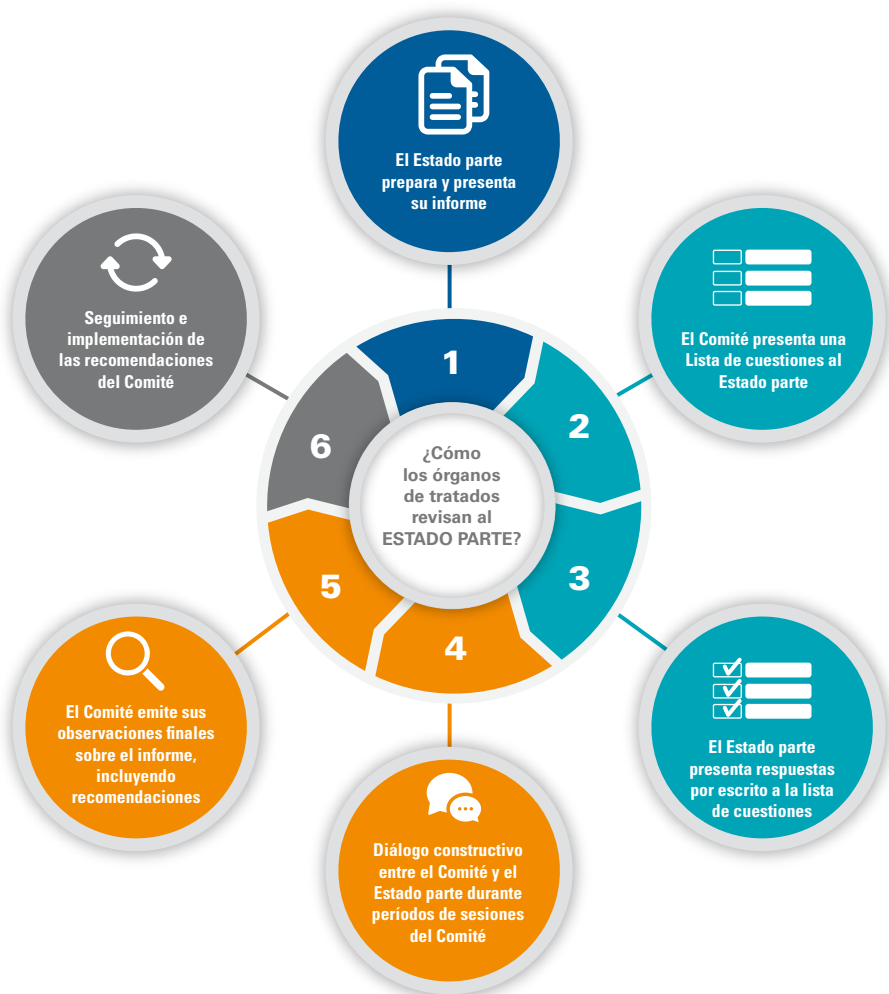 ¿Cómo
los órganos
de tratados
revisan al
ESTADO PARTE?
1
El Estado parte
prepara y presenta
su informe
2
El Comité presenta una
Lista de cuestiones al
Estado parte
3
El Estado parte
presenta respuestas
por escrito a la lista
de cuestiones
4
Diálogo constructivo
entre el Comité y el
Estado parte durante
períodos de sesiones
del Comité
5
El Comité emite sus
observaciones finales
sobre el informe,
incluyendo
recomendaciones
6
Seguimiento e
implementación de
las recomendaciones
del Comité